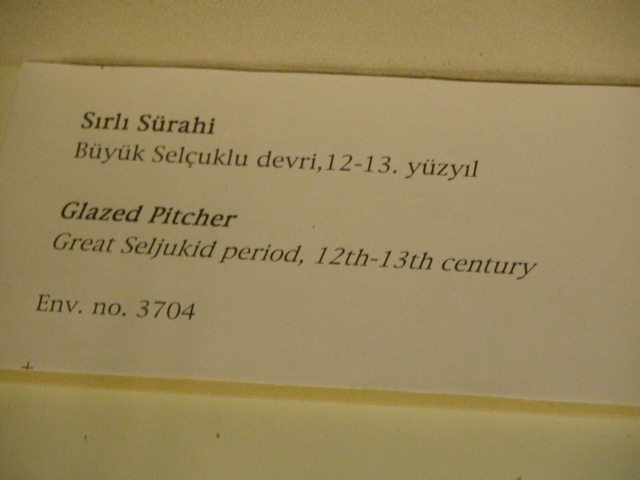 Sırlı Sürahi
Büyük Selçuklu devri,12-13. yüzyıl
Glazed Pitcher
Great Seljukid period, 12th-13th century
Env. no. 3704